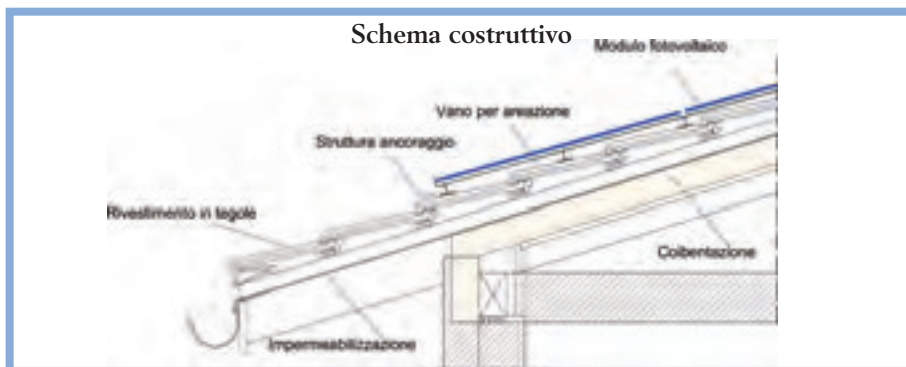 Schema costruttivo
Modulo fotovoltaico
Vano per areazione
Struttura ancoraggio
Rivestimento in tegole
Coibentazione
Impermeabilizzazione